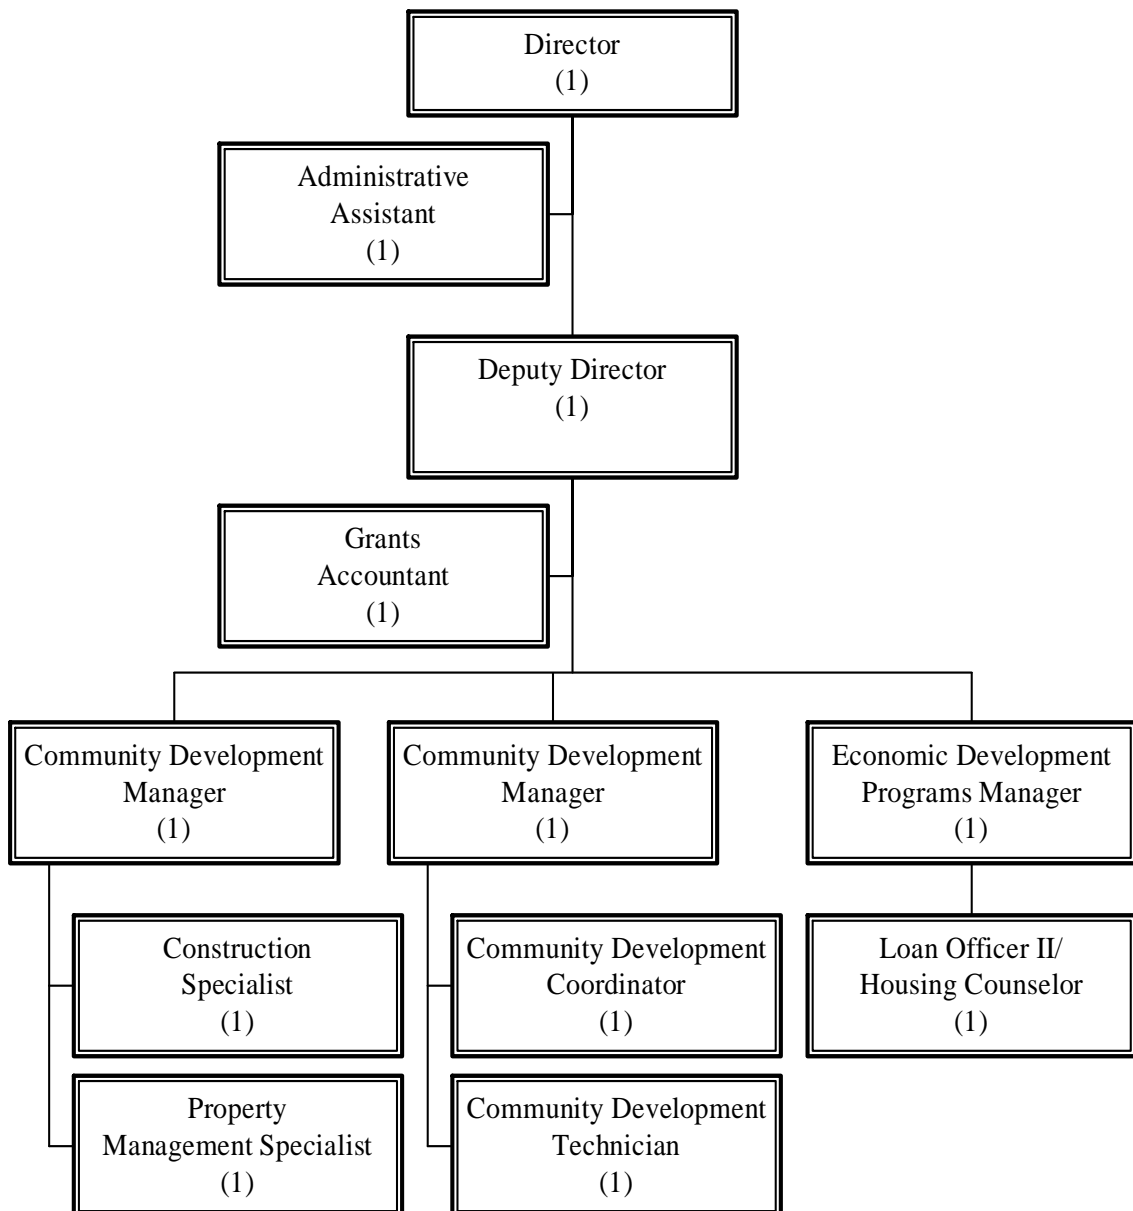 Director
(1)
Administrative
Assistant
(1)
Deputy Director
(1)
Grants
Accountant
(1)
Community Development
Manager
(1)
Community Development
Manager
(1)
Economic Development
Programs Manager
(1)
Construction
Specialist
(1)
Community Development
Coordinator
(1)
Loan Officer II/
Housing Counselor
(1)
Property
Management Specialist
(1)
Community Development
Technician
(1)